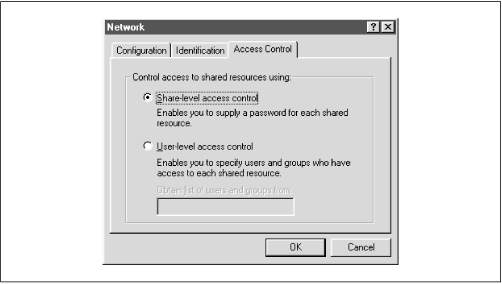 Network
Configuration Identification Access Control
Control access to shared resources using:
Share-level access control
Enables you to supply a password for each shared
resource.
User-level access control
Enables you to specify users and groups who have
access to each shared resource.
Obtain list of users and groups from:
OK Cancel